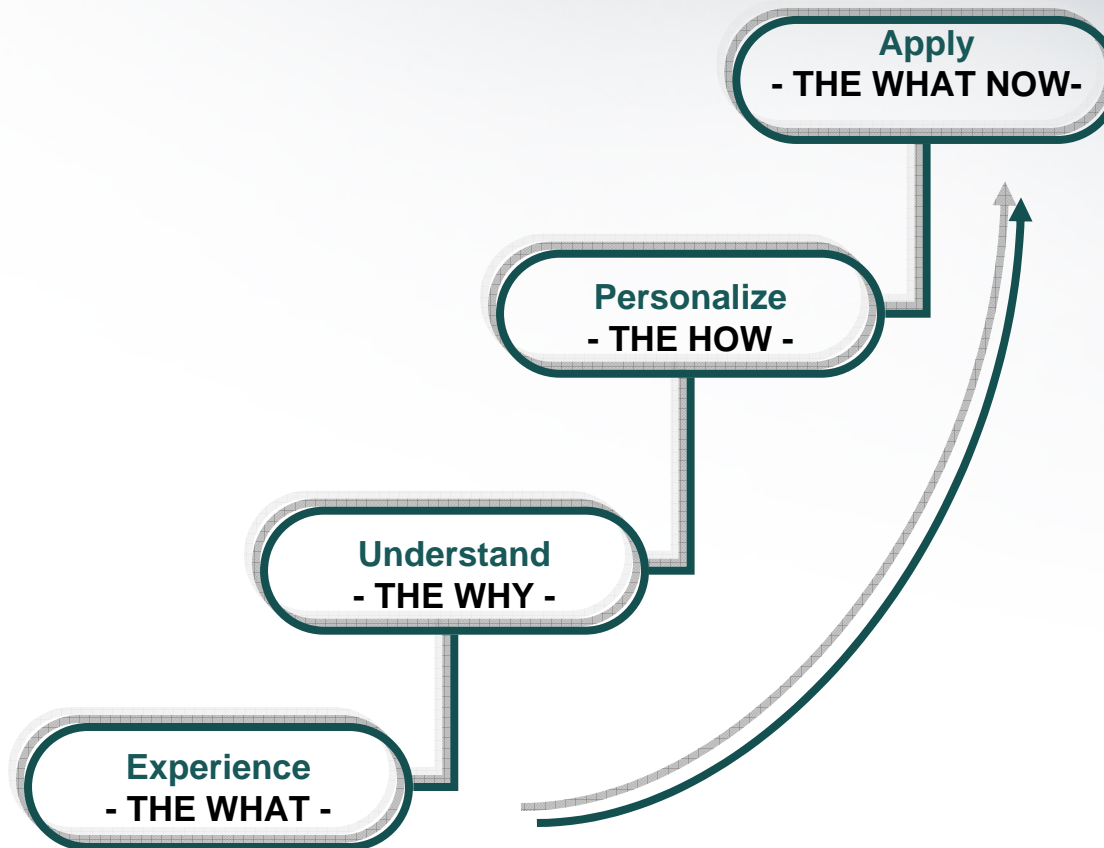 Apply
- THE WHAT NOW-
Personalize
- THE HOW -
Understand
- THE WHY -
Experience
- THE WHAT -